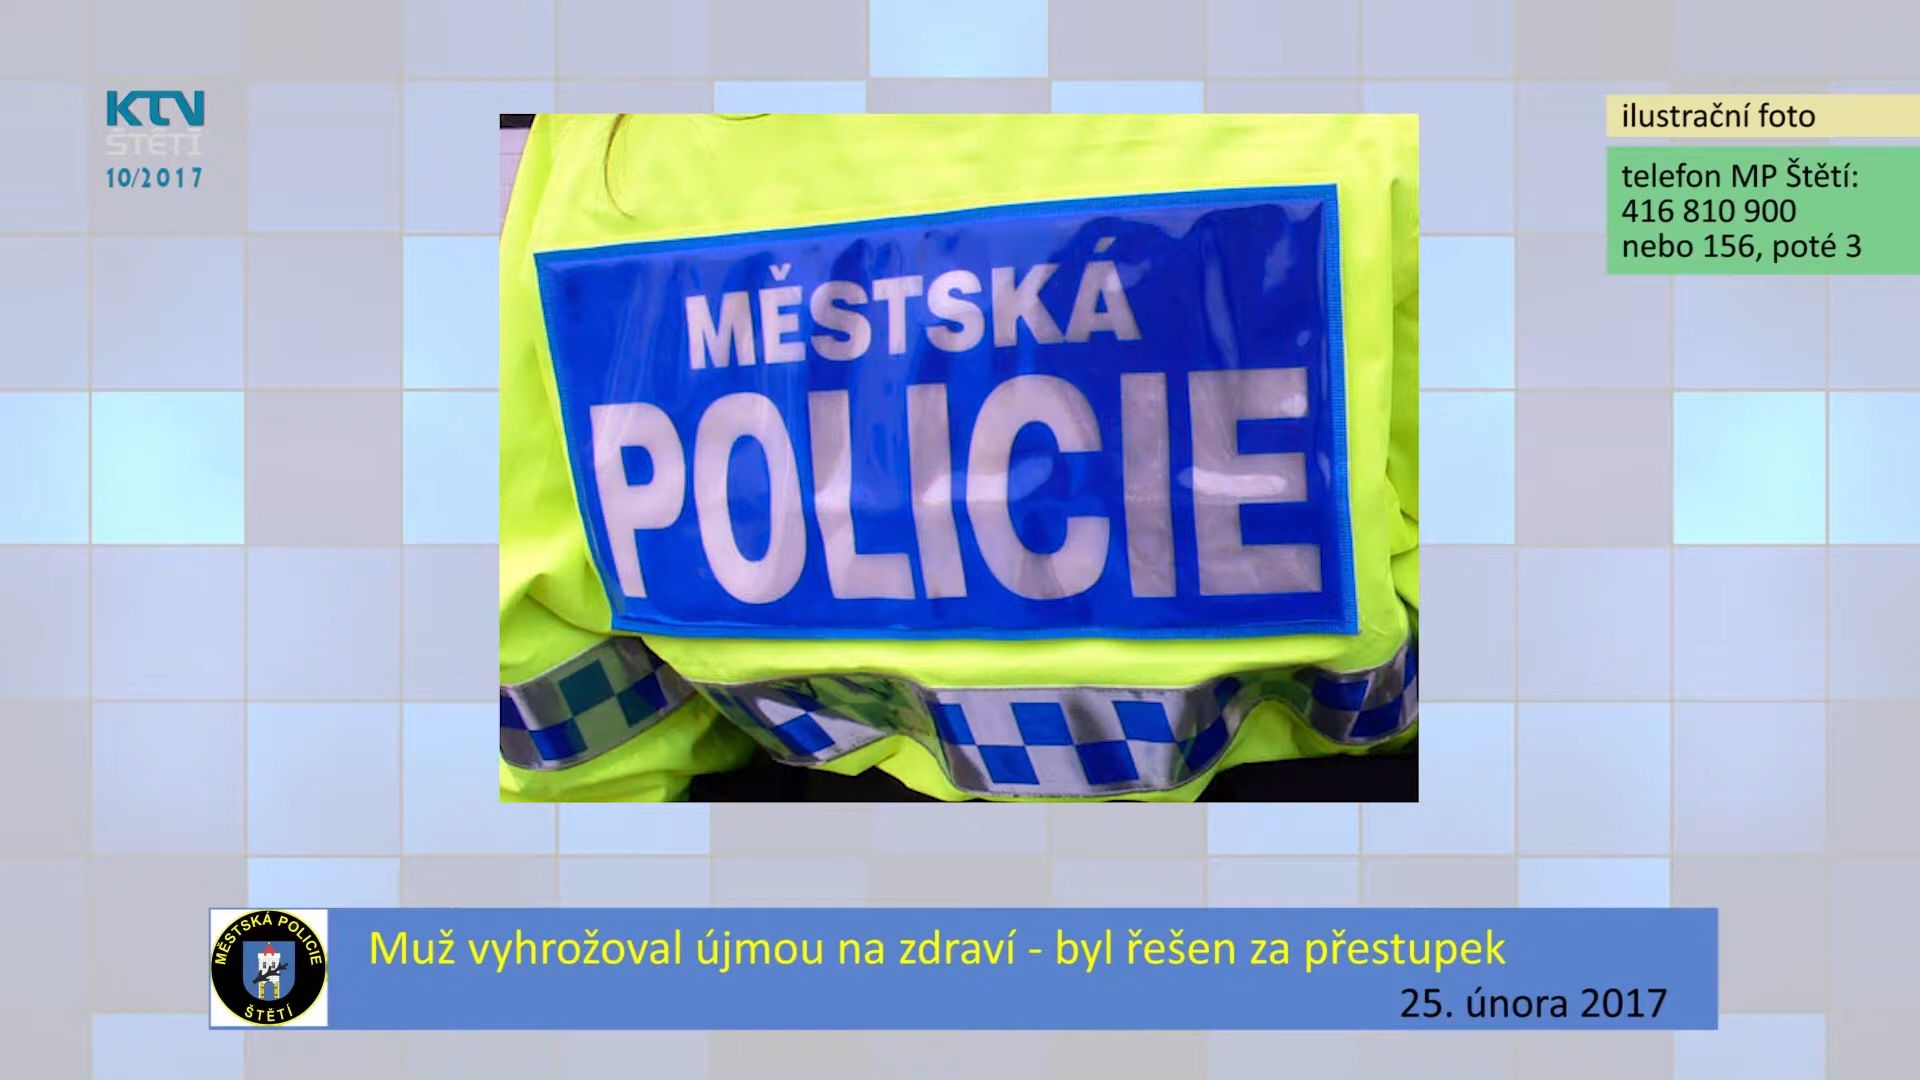 KTV
ŠTĚTÍ
10/2017
ilustrační foto
telefon MP Štětí:
416 810 900
nebo 156, poté 3
MĚSTSKÁ
POLICIE
MĚSTSKÁ POLICIE
ŠTĚTÍ
Muž vyhrožoval újmou na zdraví - byl řešen za přestupek
25. února 2017